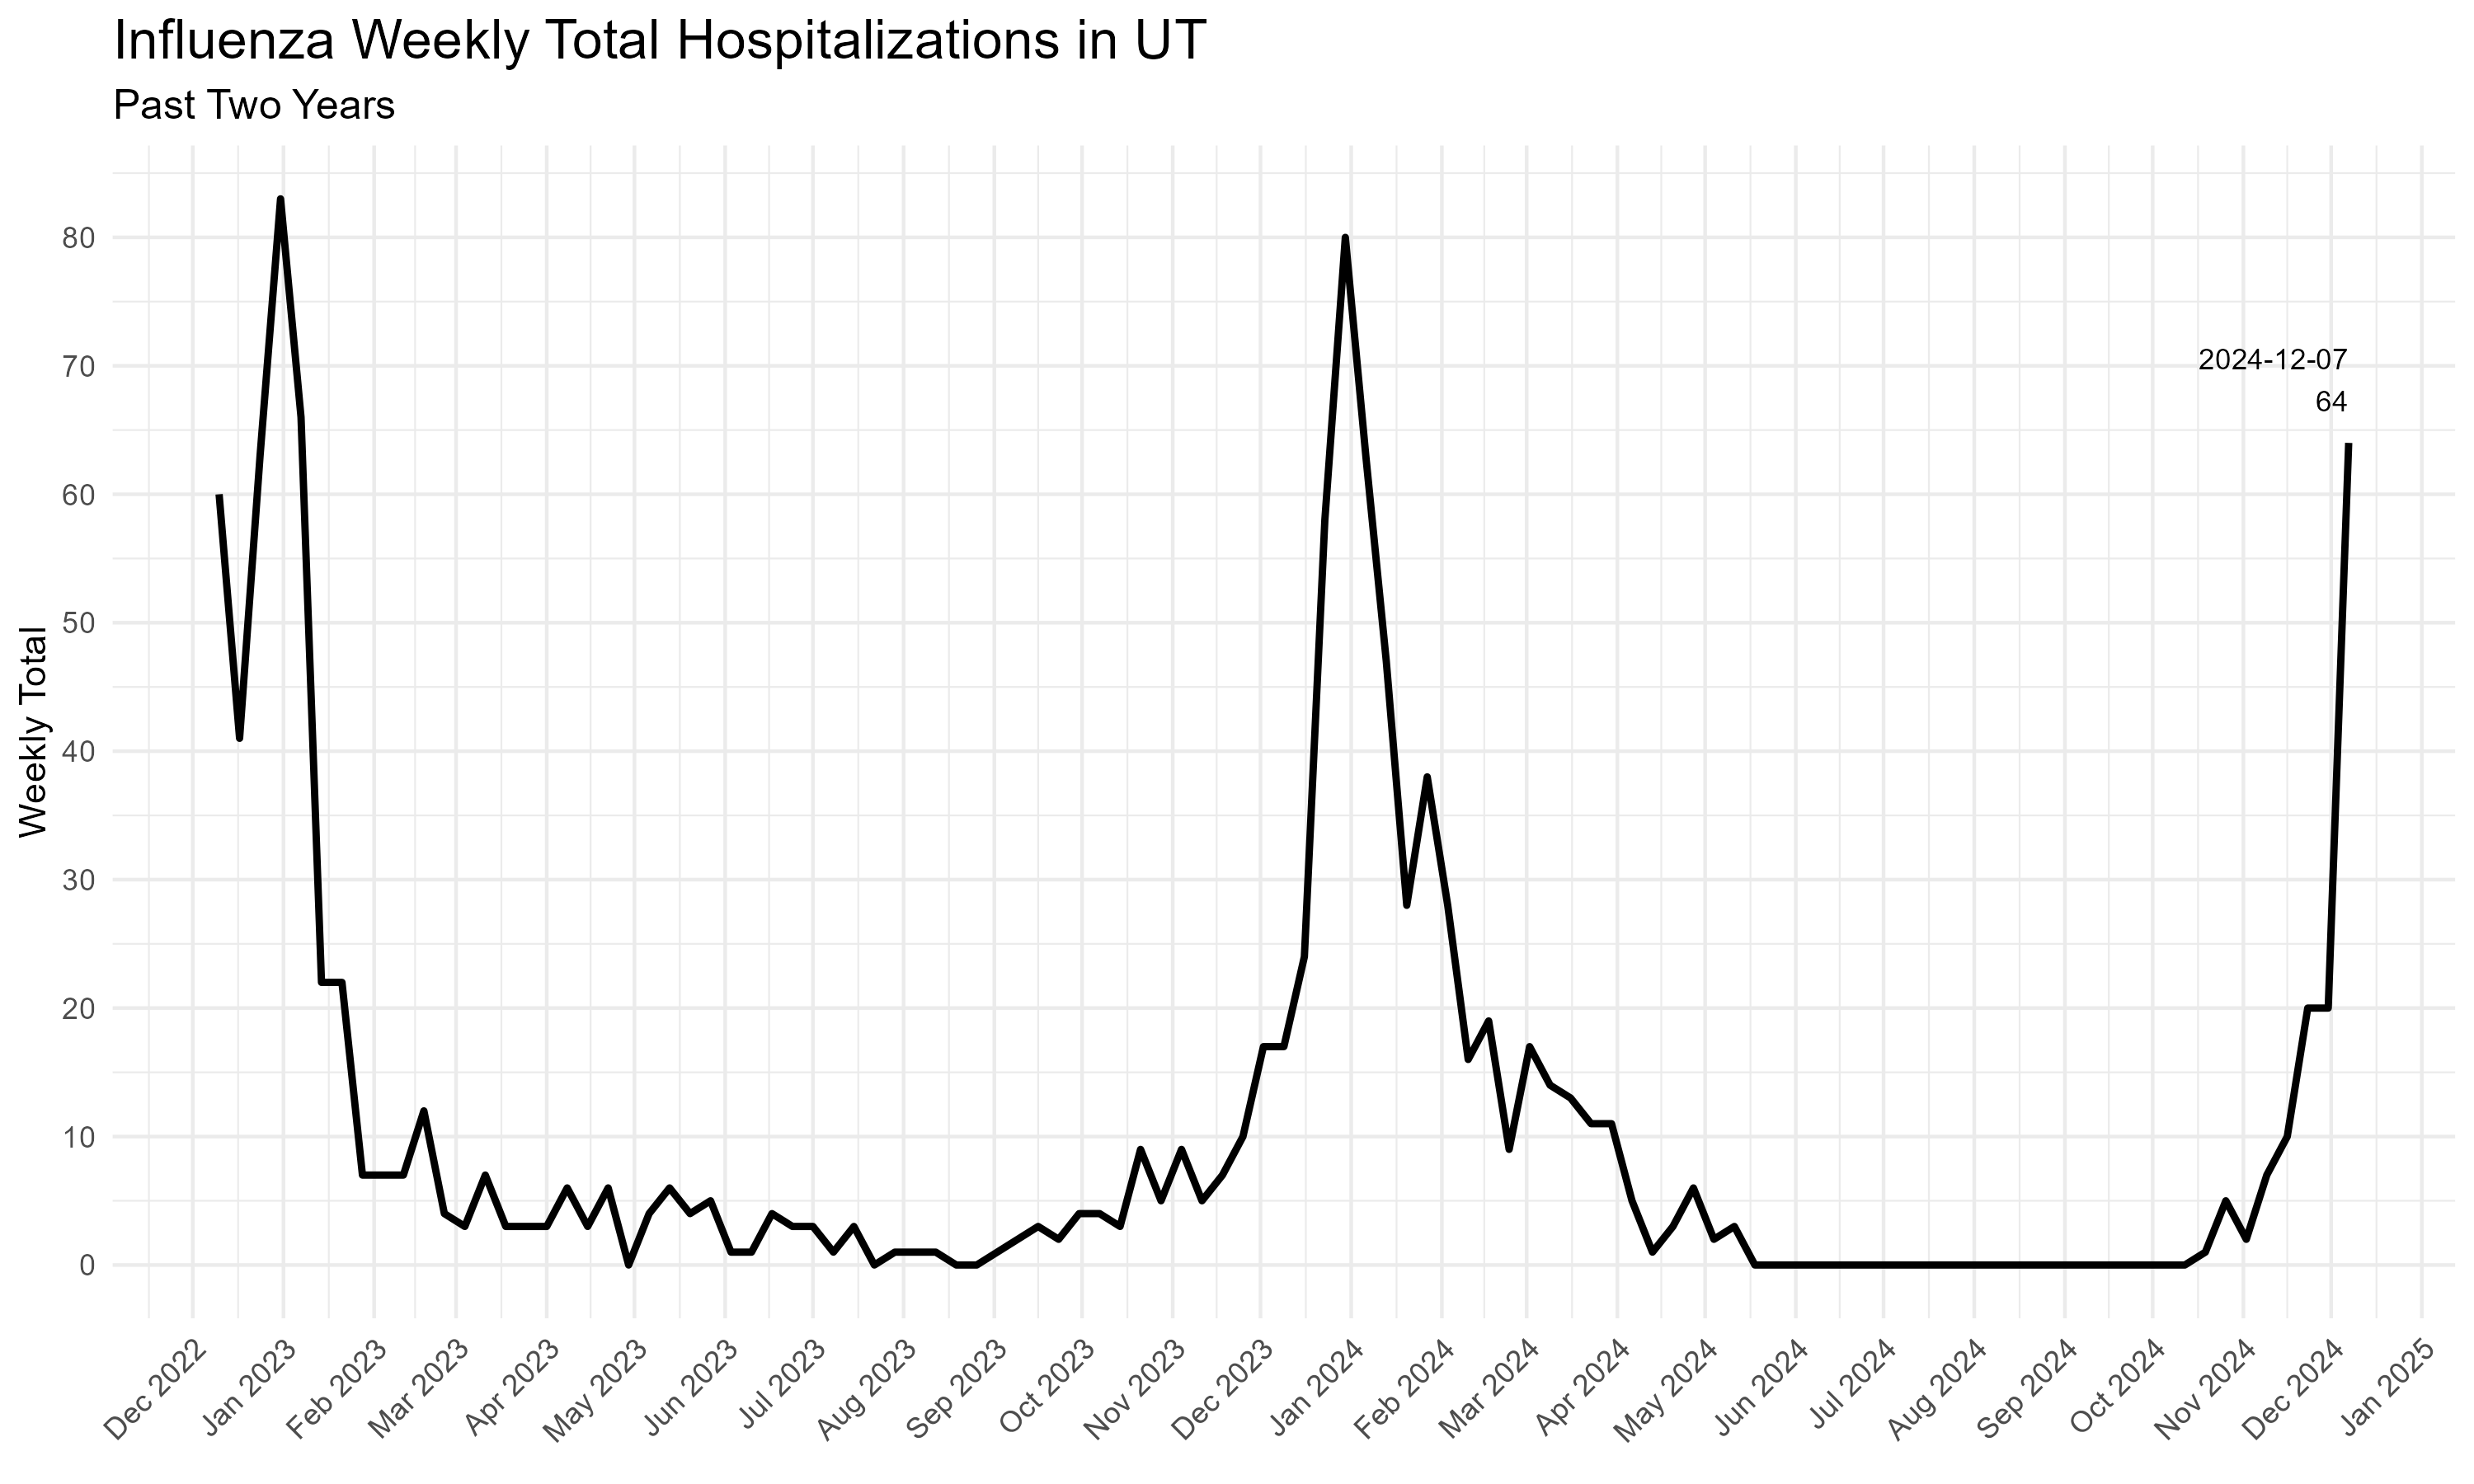 Influenza Weekly Total Hospitalizations in UT
Past Two Years
Weekly Total
80
70
60
50
40
30
20
10
0
2024-12-07
64
Dec 2022
Jan 2023
Feb 2023
Mar 2023
Apr 2023
May 2023
Jun 2023
Jul 2023
Aug 2023
Sep 2023
Oct 2023
Nov 2023
Dec 2023
Jan 2024
Feb 2024
Mar 2024
Apr 2024
May 2024
Jun 2024
Jul 2024
Aug 2024
Sep 2024
Oct 2024
Nov 2024
Dec 2024
Jan 2025